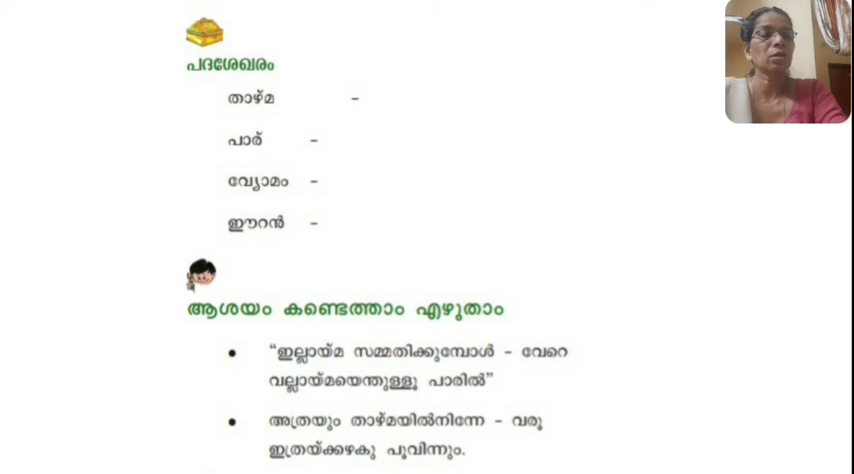 പദശേഖരം
താഴ്മ –
പാര് –
വ്യോമം –
ഈറൻ –
ആശയം കണ്ടെത്താം എഴുതാം
• “ഇല്ലായ്മ സമ്മതിക്കുമ്പോൾ – വേറെ
വല്ലായ്മയെന്തുള്ളൂ പാരിൽ”
• അത്രയും താഴ്മയിൽനിന്നേ – വരൂ
ഇത്രയ്ക്കഴകു പൂവിന്നും.